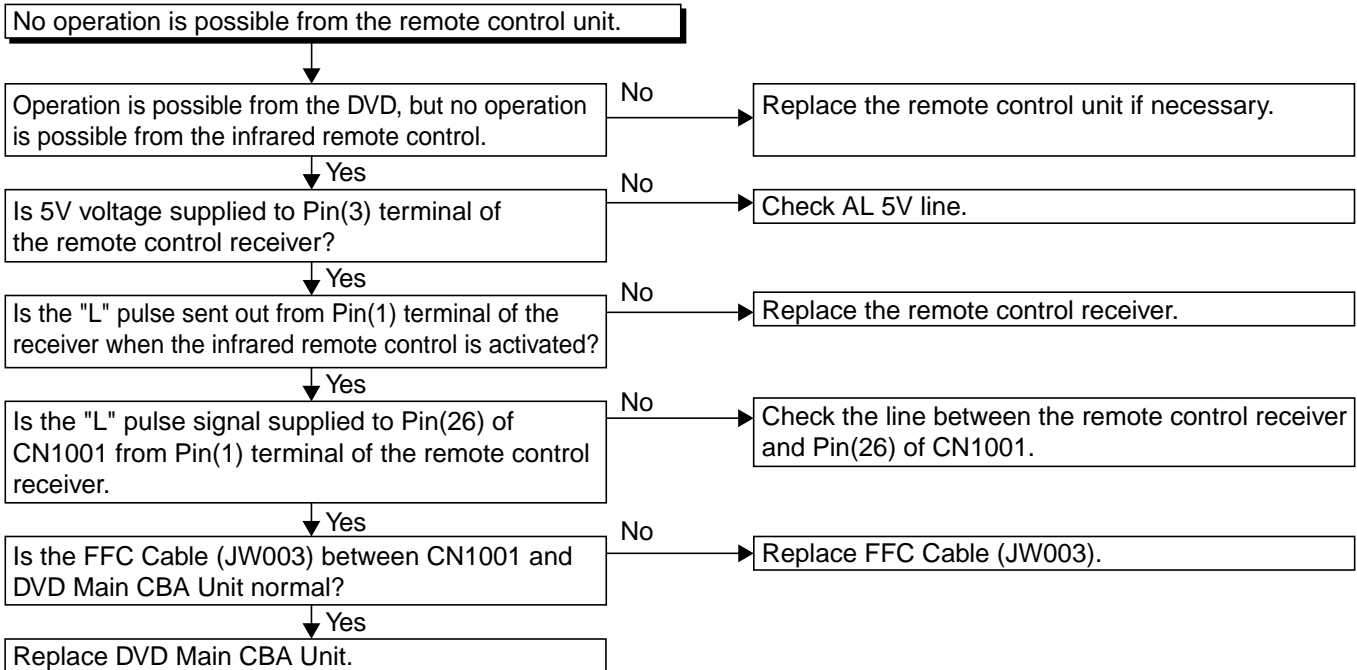 No operation is possible from the remote control unit.
Operation is possible from the DVD, but no operation
is possible from the infrared remote control.
No
Replace the remote control unit if necessary.
Yes
Is 5V voltage supplied to Pin(3) terminal of
the remote control receiver?
No
Check AL 5V line.
Yes
Is the "L" pulse sent out from Pin(1) terminal of the
receiver when the infrared remote control is activated?
No
Replace the remote control receiver.
Yes
Is the "L" pulse signal supplied to Pin(26) of
CN1001 from Pin(1) terminal of the remote control
receiver.
No
Check the line between the remote control receiver
and Pin(26) of CN1001.
Yes
Is the FFC Cable (JW003) between CN1001 and
DVD Main CBA Unit normal?
No
Replace FFC Cable (JW003).
Yes
Replace DVD Main CBA Unit.